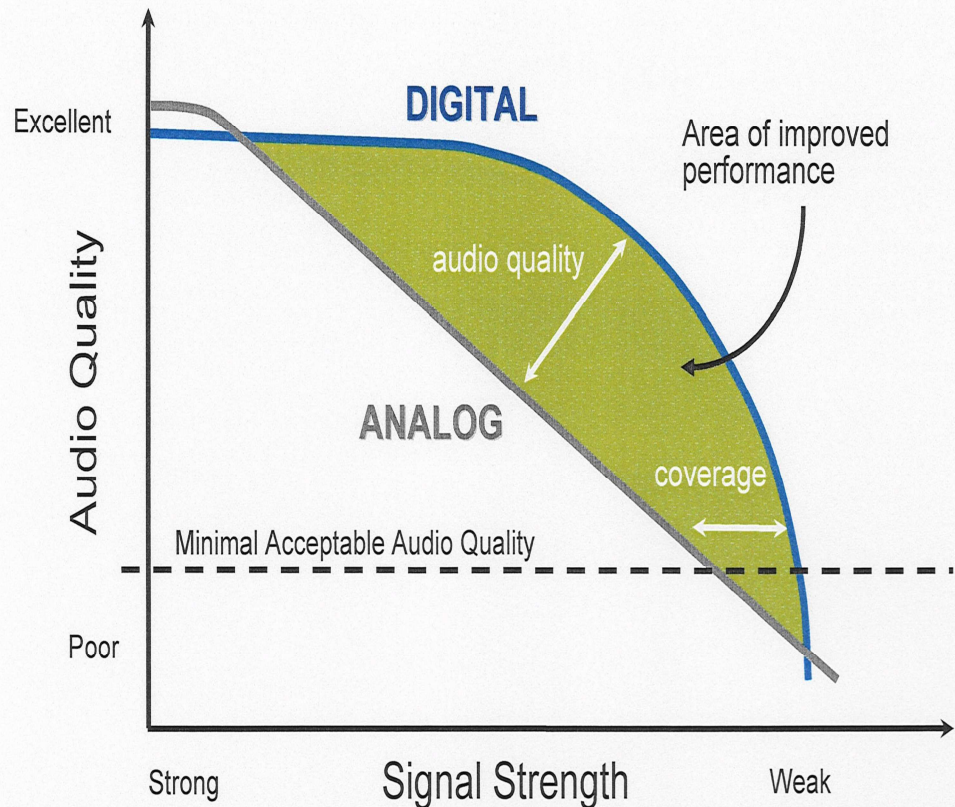 Excellent
DIGITAL
Area of improved
performance
audio quality
Audio Quality
ANALOG
coverage
Minimal Acceptable Audio Quality
Poor
Strong
Signal Strength
Weak